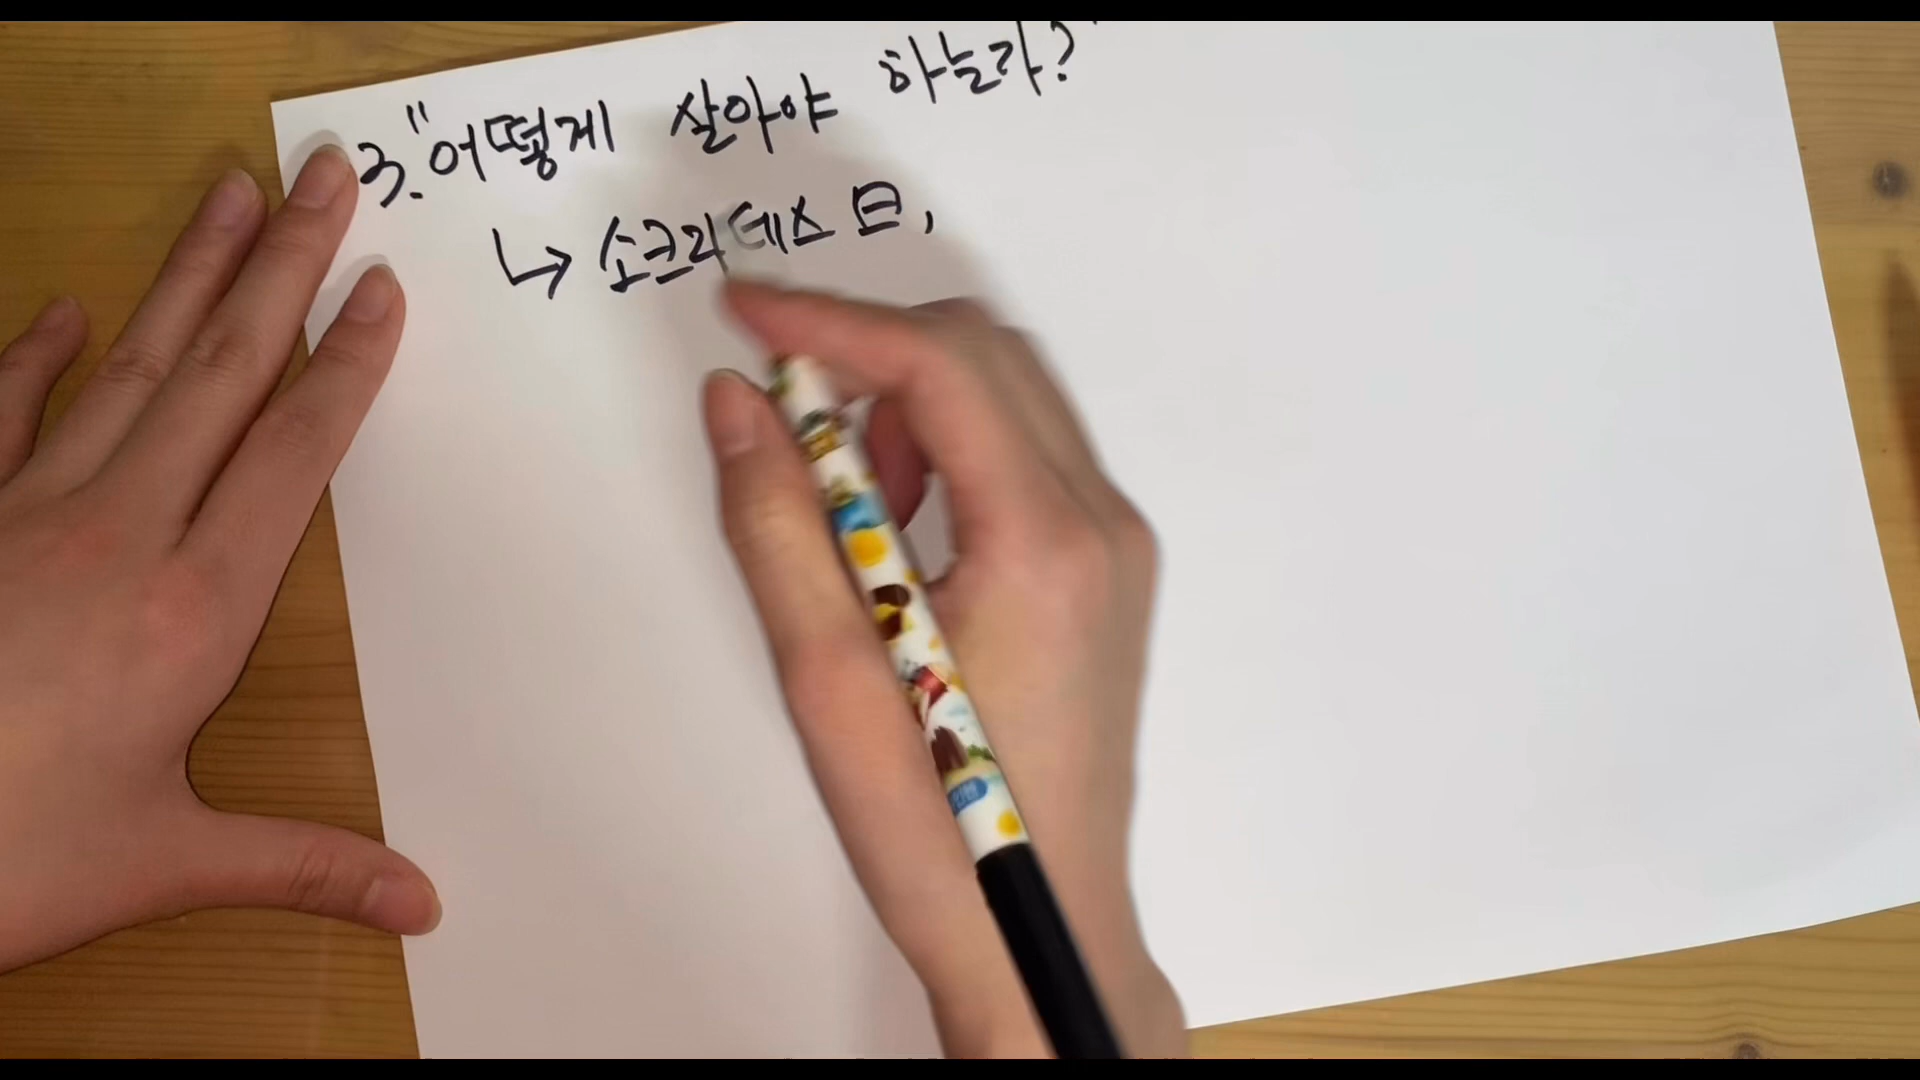 3. "어떻게 살아야 하는가?"
↳ 소크라테스 曰,